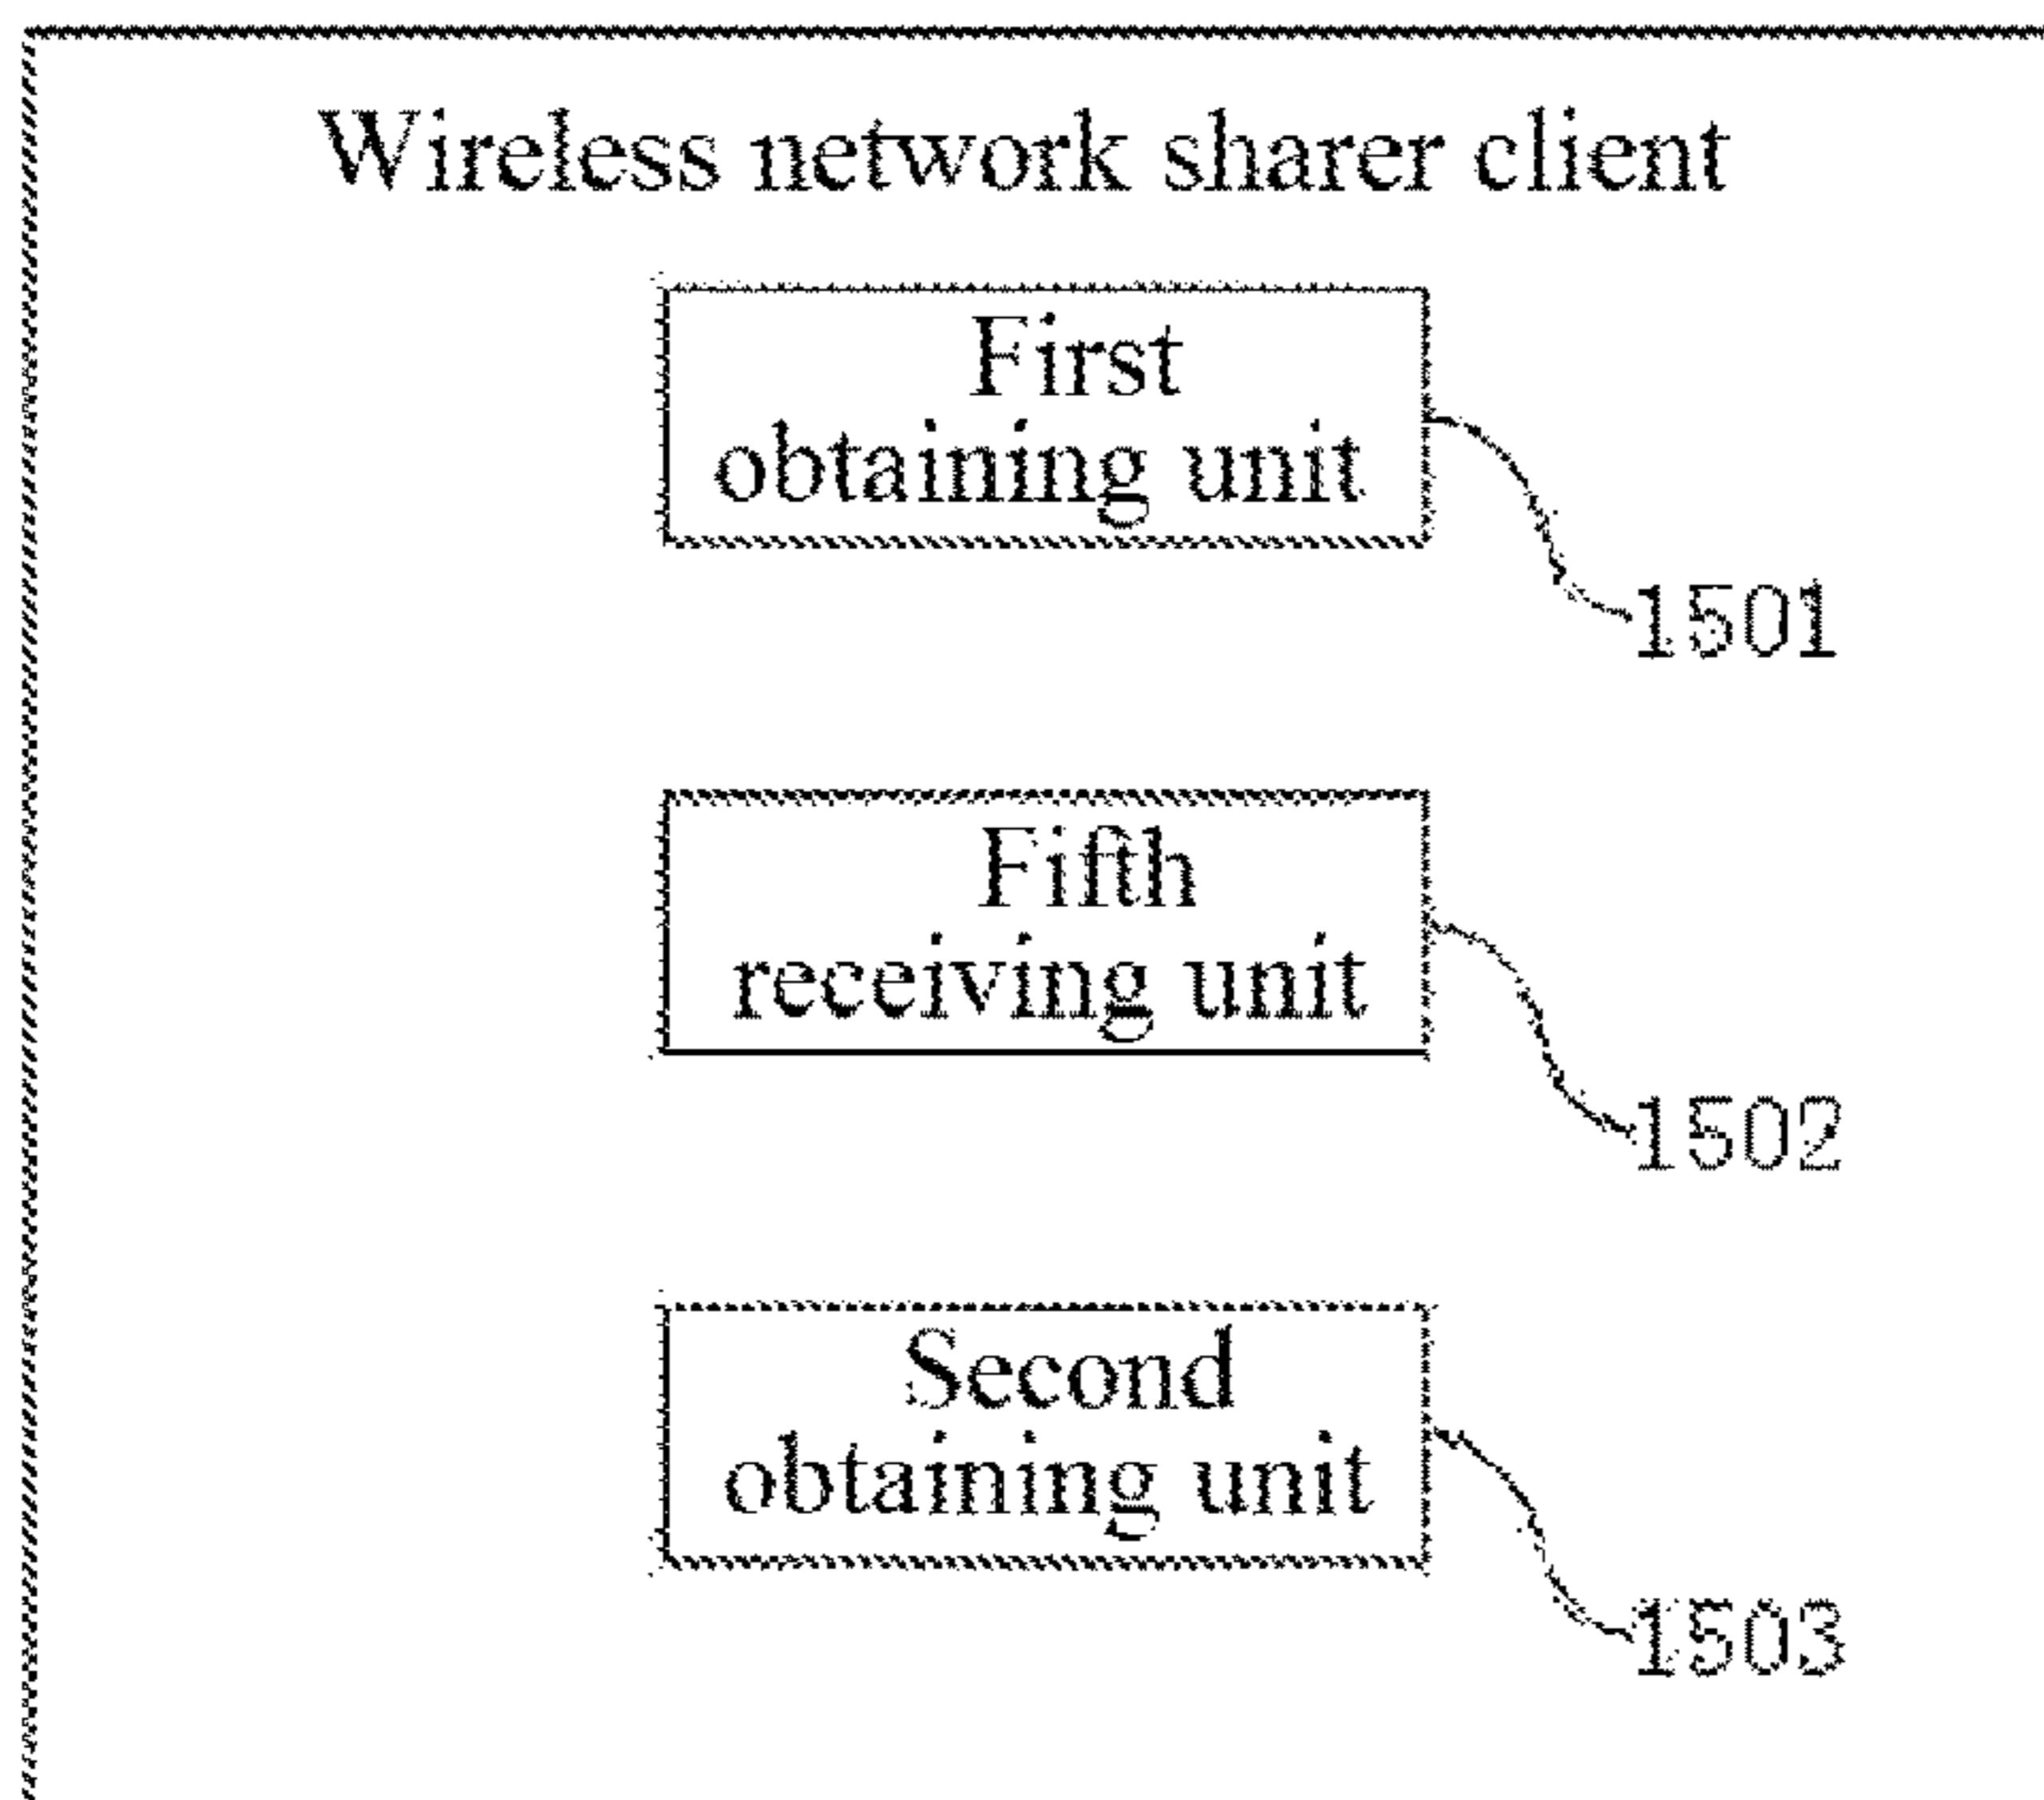 Wireless network sharer client
First
obtaining unit
1501
Fifth
receiving unit
1502
Second
obtaining unit
1503